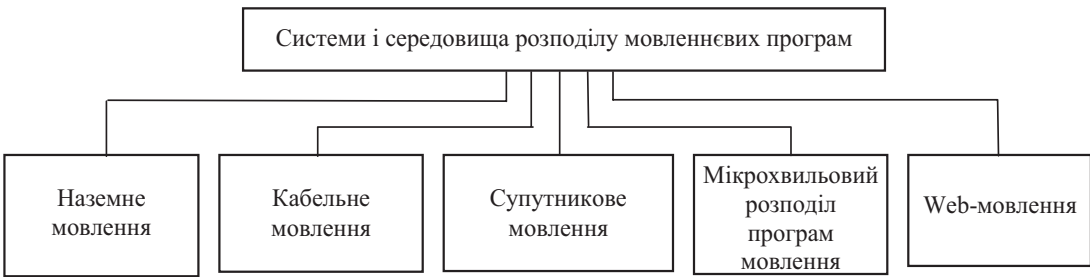 Системи і середовища розподілу мовленнєвих програм
Наземне
мовлення
Кабельне
мовлення
Супутникове
мовлення
Мікрохвильовий
розподіл
програм
мовлення
Web-мовлення